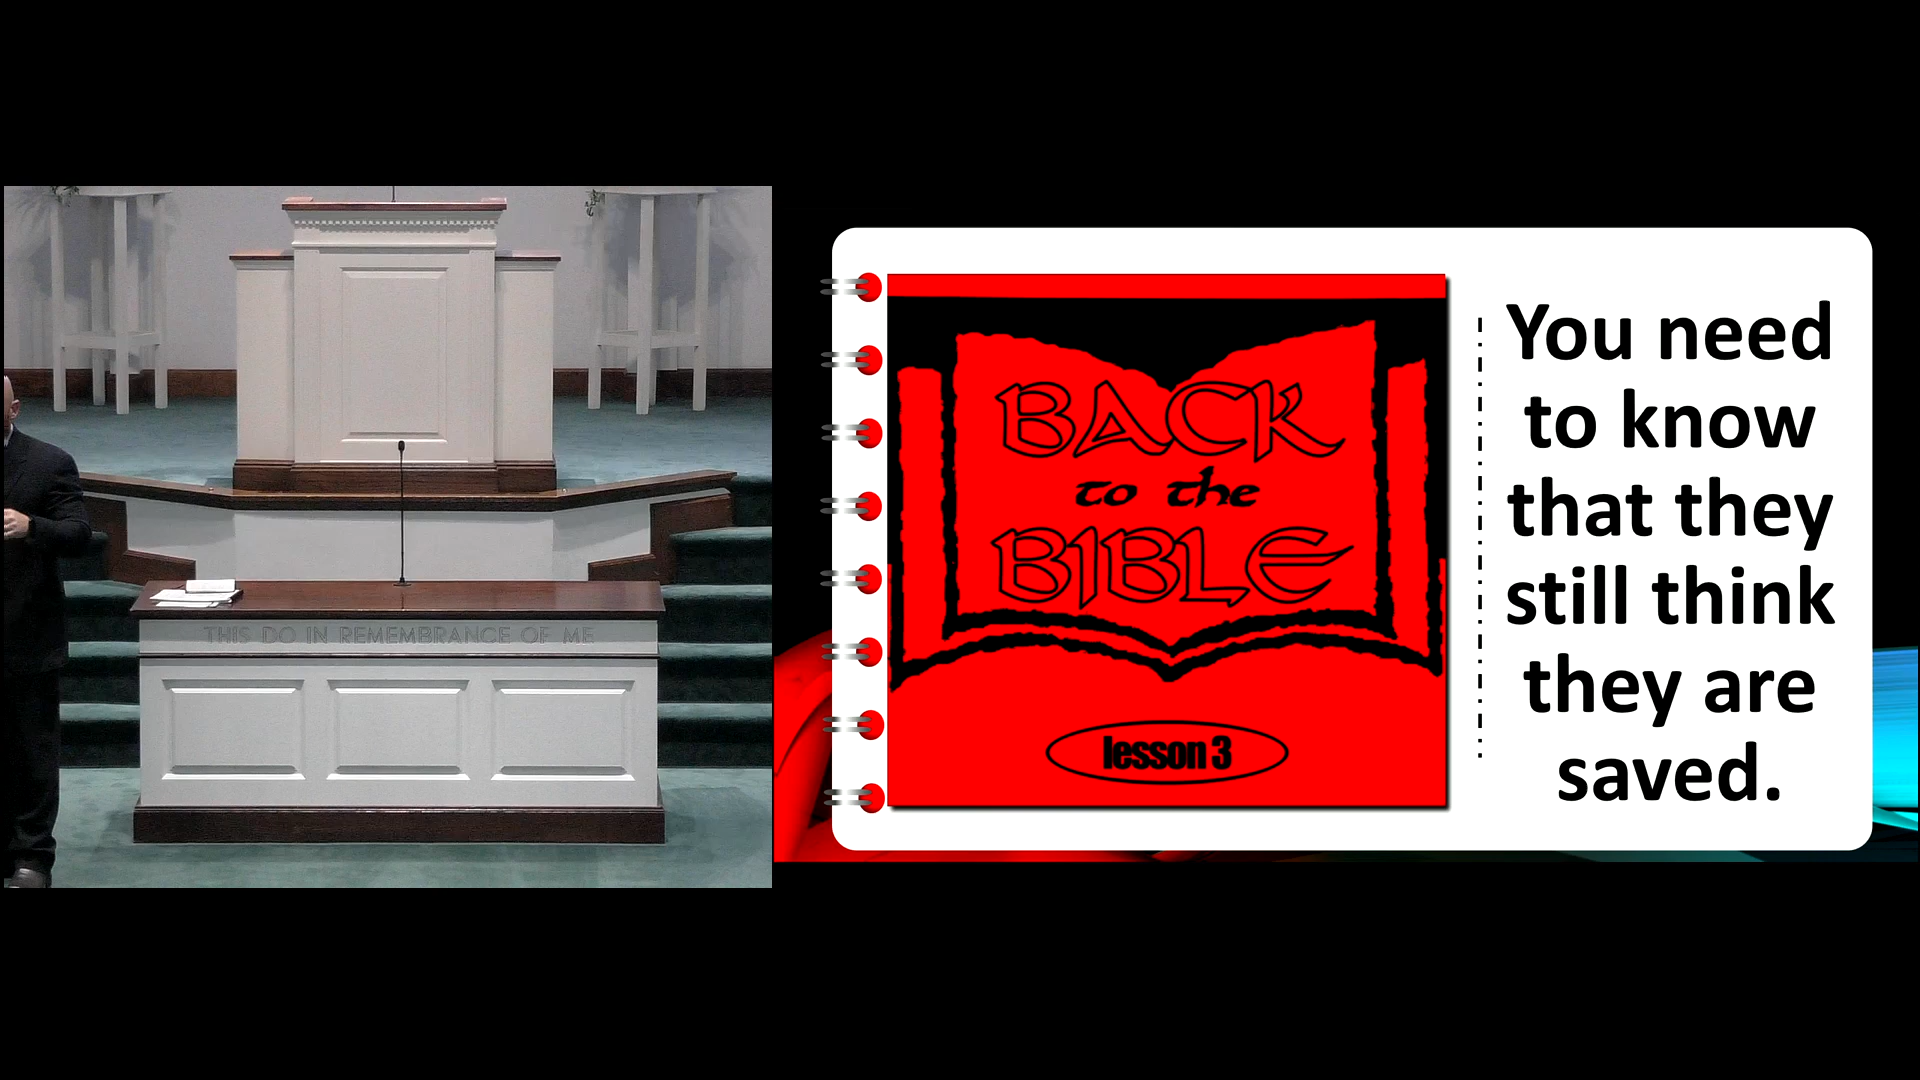 THIS DO IN REMEMBRANCE OF ME
BACK
to the
BIBLE
lesson 3
You need
to know
that they
still think
they are
saved.